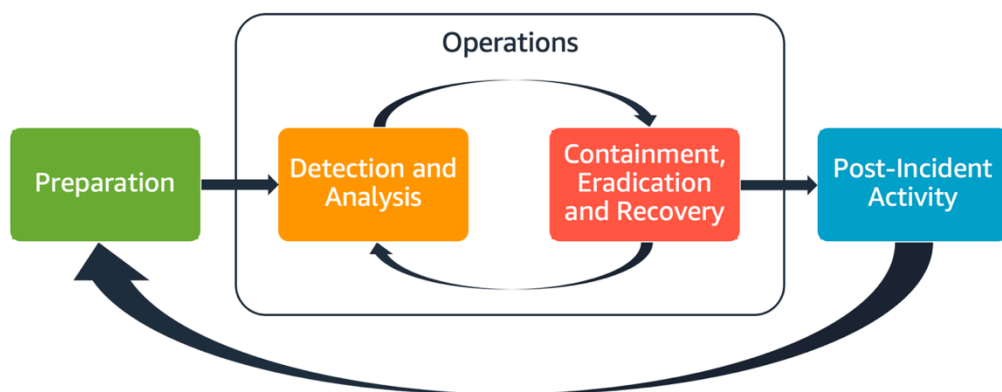 Operations
Preparation
Detection and
Analysis
Containment,
Eradication
and Recovery
Post-Incident
Activity